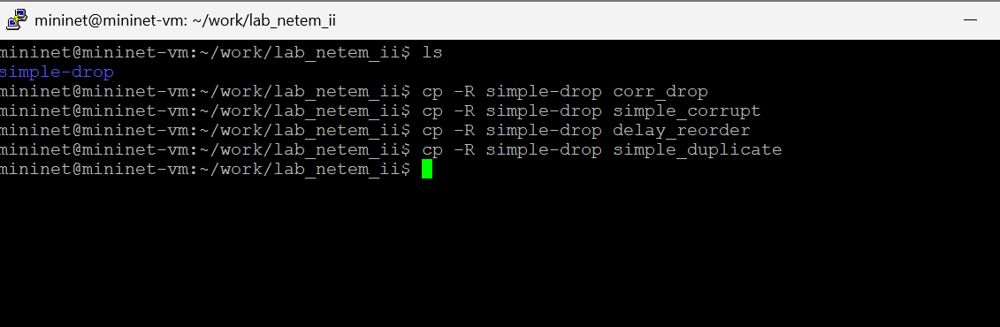 mininet@mininet-vm: ~/work/lab_netem_ii
mininet@mininet-vm:~/work/lab_netem_ii$ ls
simple-drop
mininet@mininet-vm:~/work/lab_netem_ii$ cp -R simple-drop corr_drop
mininet@mininet-vm:~/work/lab_netem_ii$ cp -R simple-drop simple_corrupt
mininet@mininet-vm:~/work/lab_netem_ii$ cp -R simple-drop delay_reorder
mininet@mininet-vm:~/work/lab_netem_ii$ cp -R simple-drop simple_duplicate
mininet@mininet-vm:~/work/lab_netem_ii$